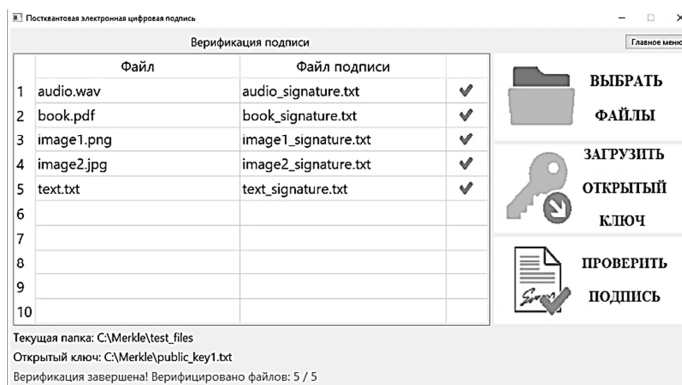 Постквантовая электронная цифровая подпись
Верификация подписи
Главное меню
Файл Файл подписи
1 audio.wav audio_signature.txt
2 book.pdf book_signature.txt
3 image1.png image1_signature.txt
4 image2.jpg image2_signature.txt
5 text.txt text_signature.txt
6
7
8
9
10
ВЫБРАТЬ
ФАЙЛЫ
ЗАГРУЗИТЬ
ОТКРЫТЫЙ
КЛЮЧ
ПРОВЕРИТЬ
ПОДПИСЬ
Текущая папка: C:\Merkle\test_files
Открытый ключ: C:\Merkle\public_key1.txt
Верификация завершена! Верифицировано файлов: 5 / 5